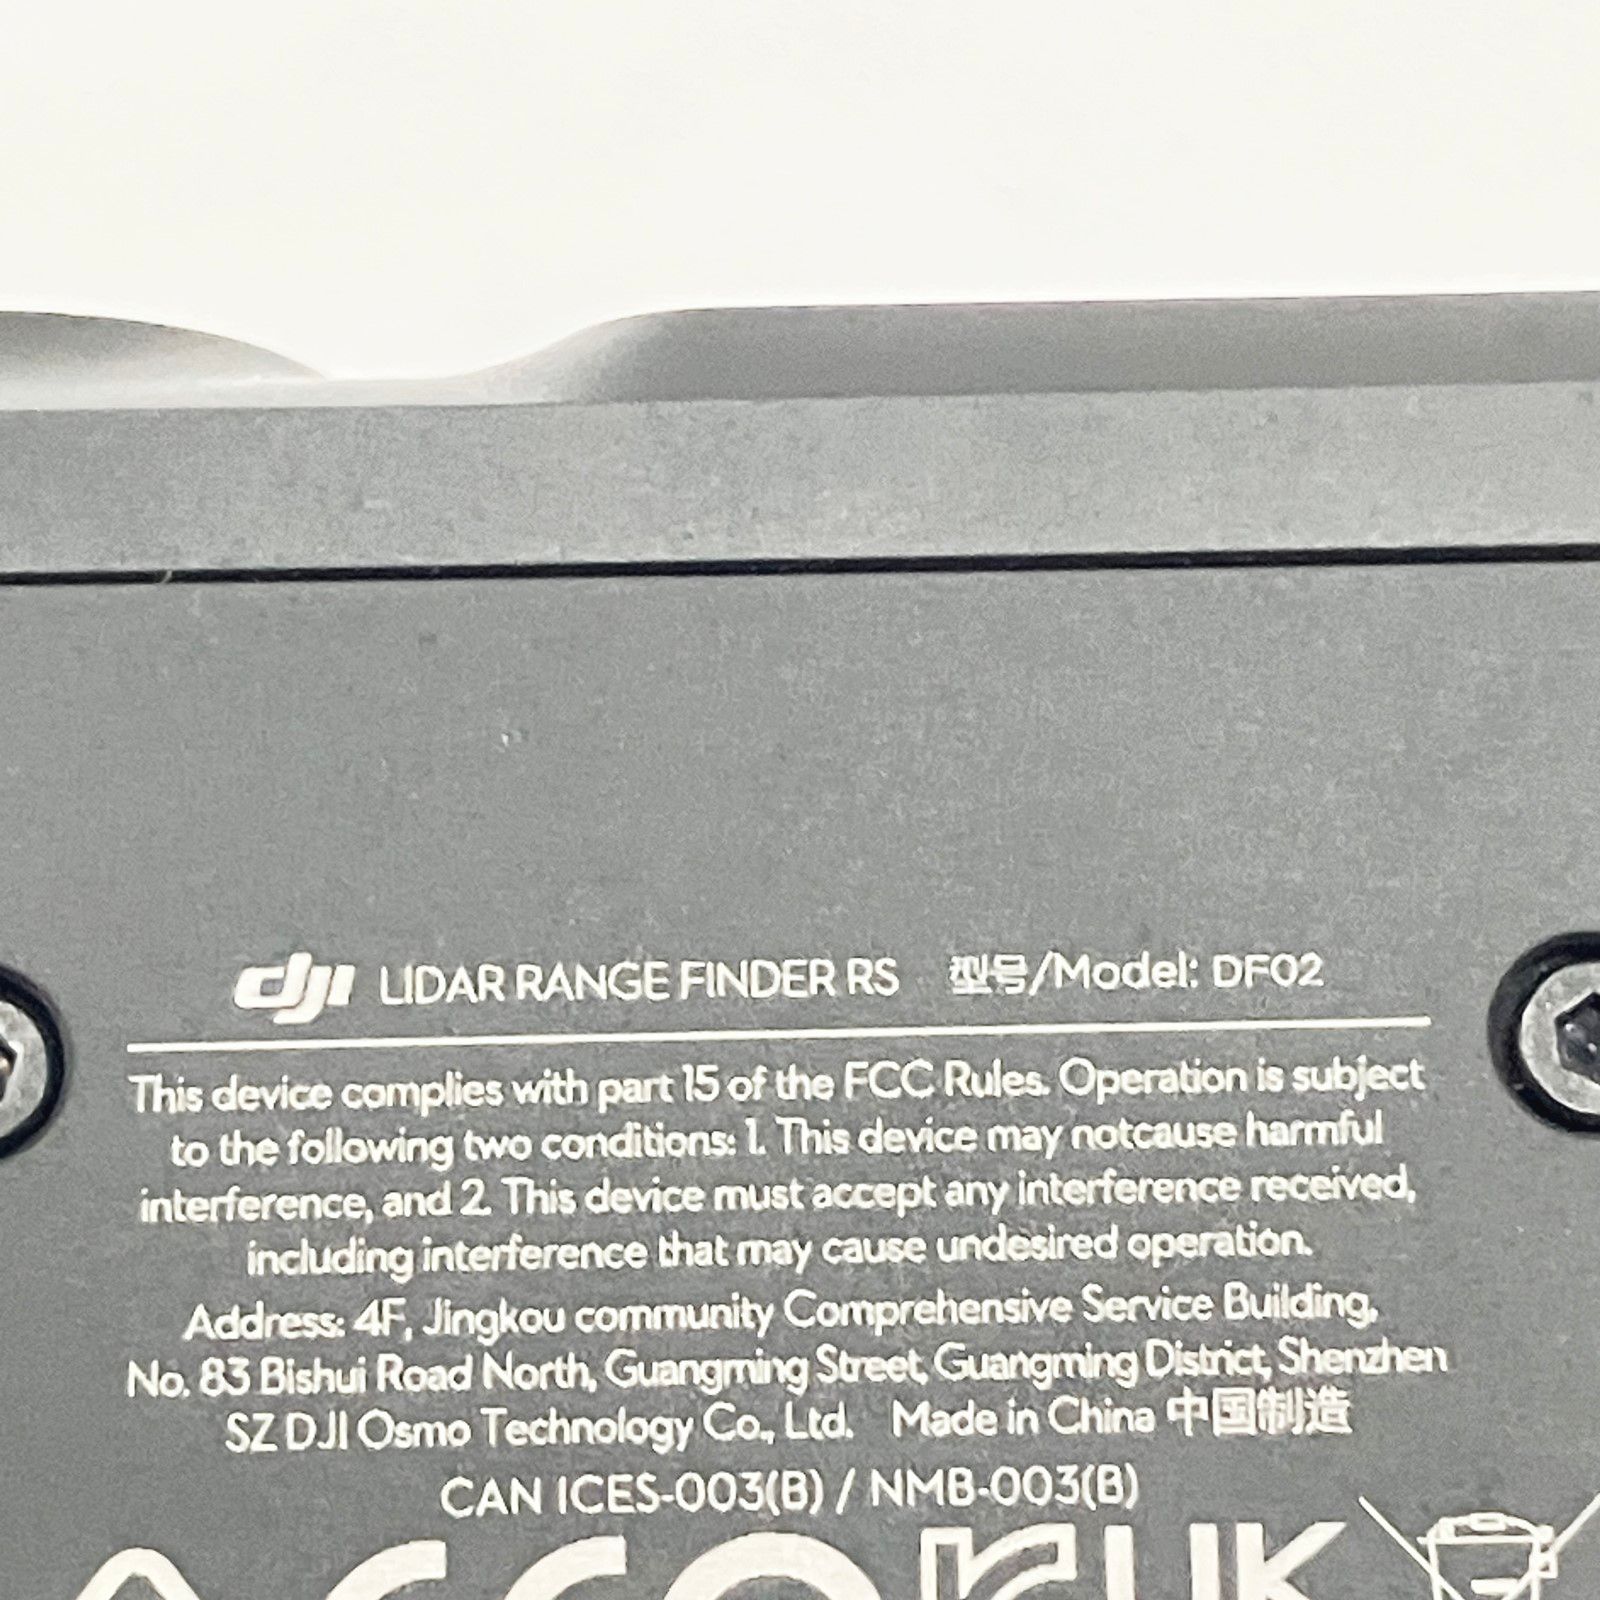 dji LIDAR RANGE FINDER RS 型号/Model: DF02
This device complies with part 15 of the FCC Rules. Operation is subject
to the following two conditions: 1. This device may notcause harmful
interference, and 2. This device must accept any interference received,
including interference that may cause undesired operation.
Address: 4F, Jingkou community Comprehensive Service Building,
No. 83 Bishui Road North, Guangming Street, Guangming District, Shenzhen
SZ DJI Osmo Technology Co., Ltd. Made in China 中国制造
CAN ICES-003(B) / NMB-003(B)
UK